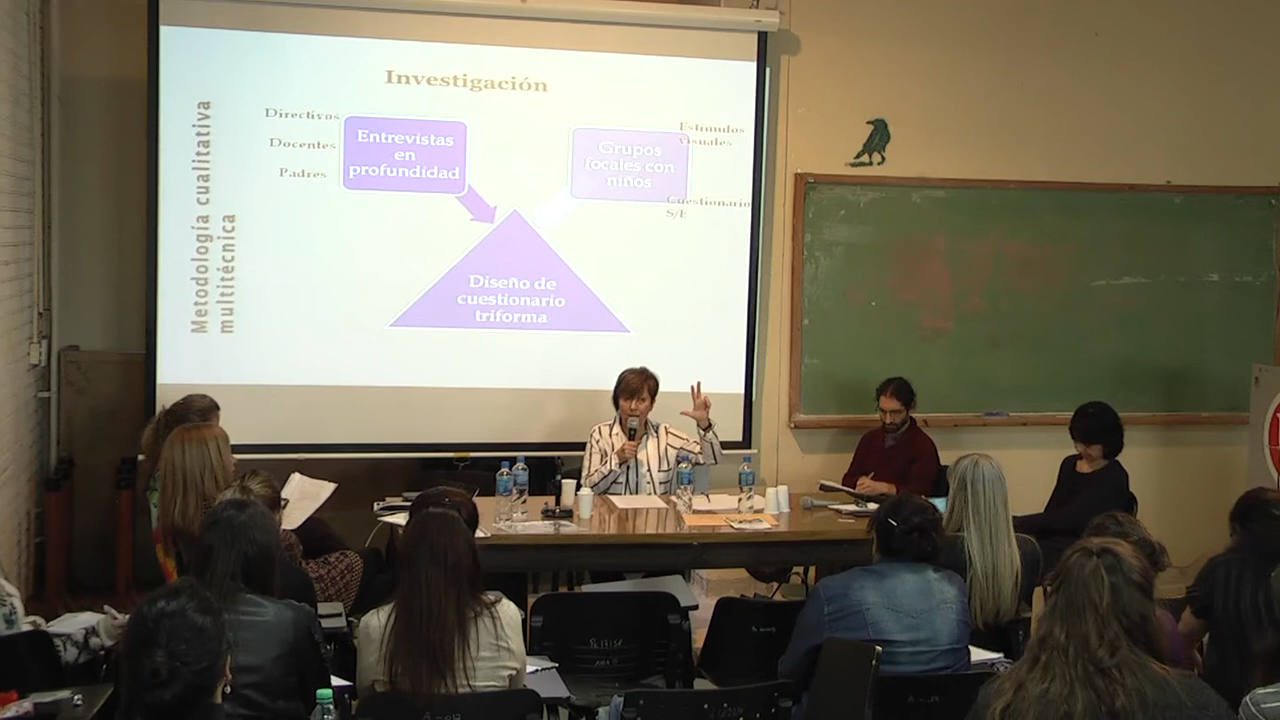 Investigación
Metodología cualitativa
multitécnica
Directivos
Docentes
Padres
Entrevistas
en
profundidad
Grupos
focales con
niños
Estímulos
visuales
Cuestionario
S/E
Diseño de
cuestionario
triforma